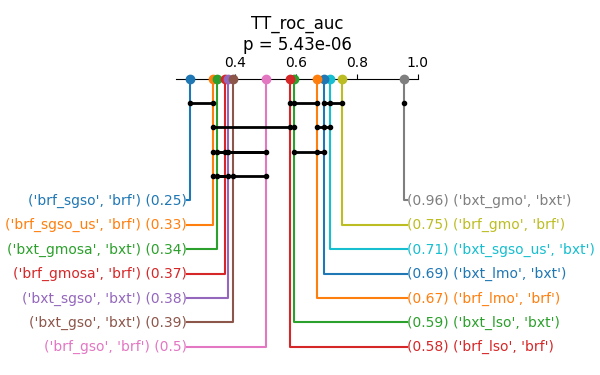 TT_roc_auc
p = 5.43e-06
0.4 0.6 0.8 1.0
('brf_sgso', 'brf') (0.25) (0.96) ('bxt_gmo', 'bxt')
('brf_sgso_us', 'brf') (0.33) (0.75) ('brf_gmo', 'brf')
('bxt_gmosa', 'bxt') (0.34) (0.71) ('bxt_sgso_us', 'bxt')
('brf_gmosa', 'brf') (0.37) (0.69) ('bxt_lmo', 'bxt')
('bxt_sgso', 'bxt') (0.38) (0.67) ('brf_lmo', 'brf')
('bxt_gso', 'bxt') (0.39) (0.59) ('bxt_lso', 'bxt')
('brf_gso', 'brf') (0.5) (0.58) ('brf_lso', 'brf')